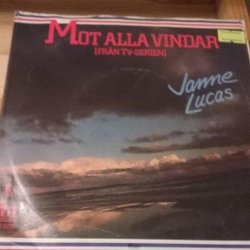 MOT ALLA VINDAR
[FRÅN TV-SERIEN]
Janne
Lucas